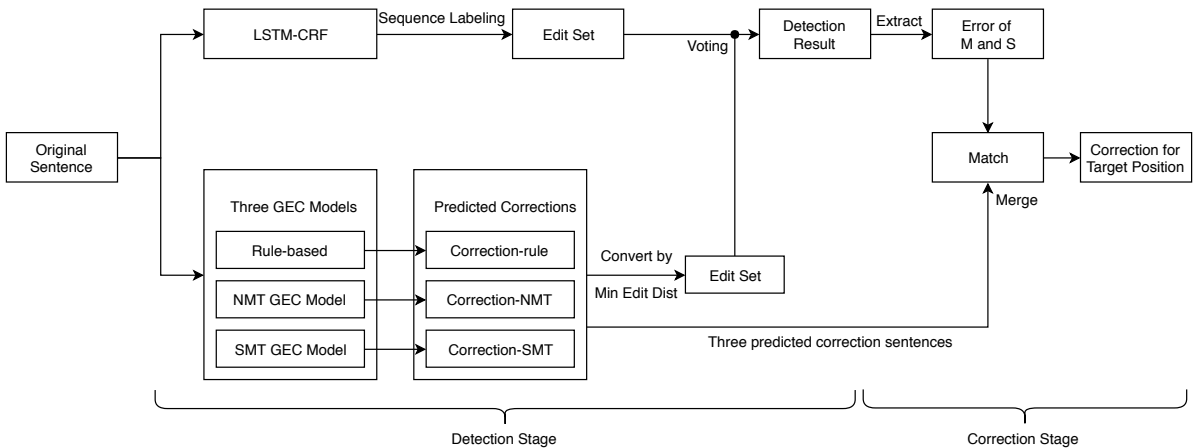 Original
Sentence
LSTM-CRF
Sequence Labeling
Edit Set
Voting
Detection
Result
Extract
Error of
M and S
Three GEC Models
Rule-based
NMT GEC Model
SMT GEC Model
Predicted Corrections
Correction-rule
Correction-NMT
Correction-SMT
Convert by
Min Edit Dist
Edit Set
Three predicted correction sentences
Match
Merge
Correction for
Target Position
Detection Stage
Correction Stage